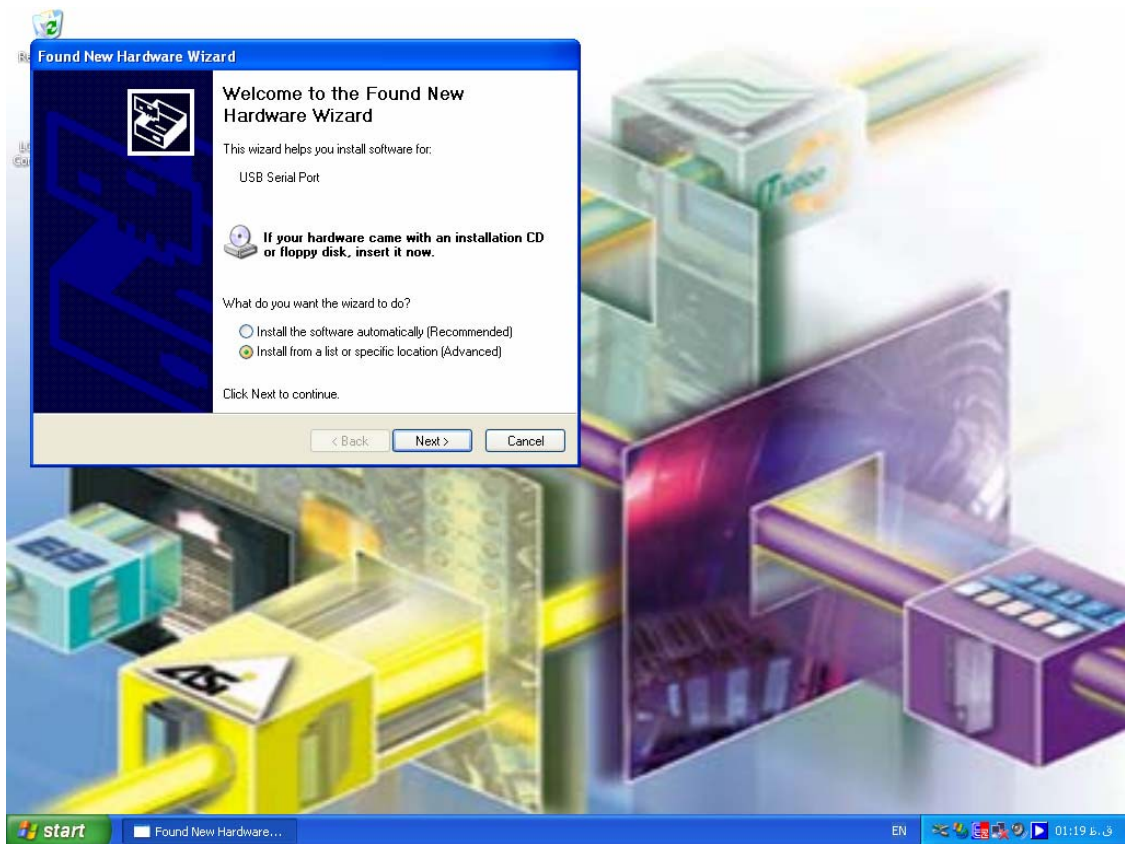 Found New Hardware Wizard
Welcome to the Found New
Hardware Wizard
This wizard helps you install software for:
USB Serial Port
If your hardware came with an installation CD
or floppy disk, insert it now.
What do you want the wizard to do?
Install the software automatically (Recommended)
Install from a list or specific location (Advanced)
Click Next to continue.
< Back
Next >
Cancel
EIB
ASi
start
Found New Hardware...
EN
01:19 ق.ظ